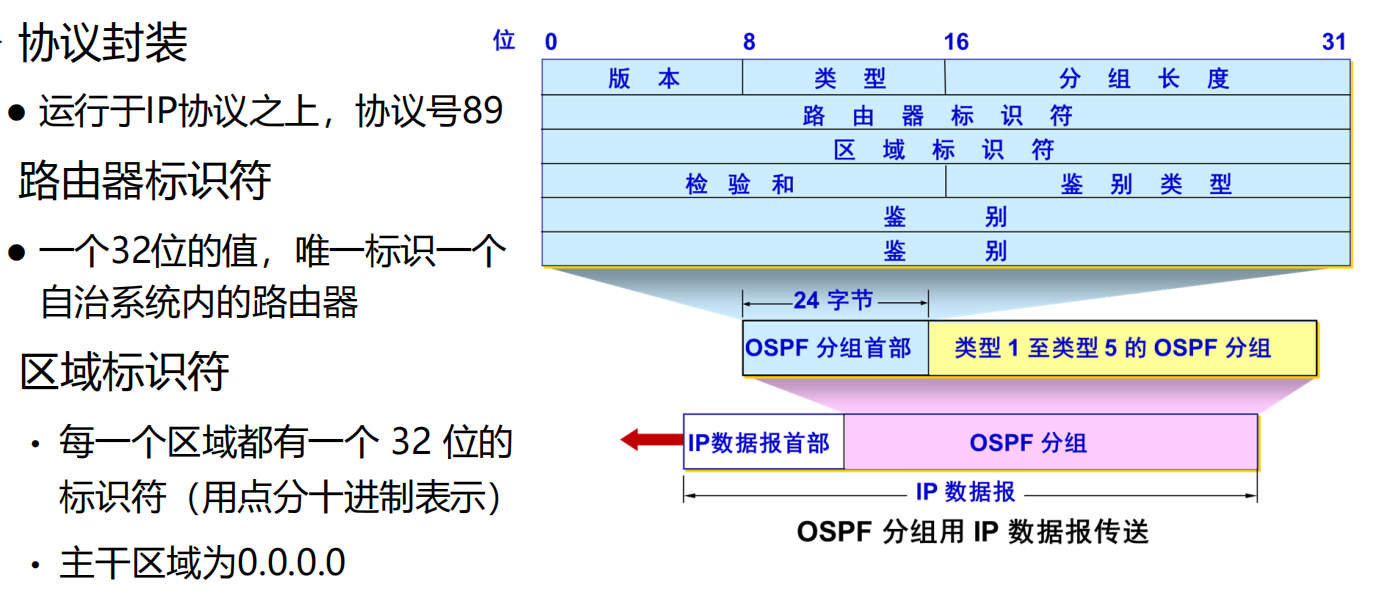 协议封装
● 运行于IP协议之上，协议号89
路由器标识符
● 一个32位的值，唯一标识一个
自治系统内的路由器
区域标识符
• 每一个区域都有一个 32 位的
标识符（用点分十进制表示）
• 主干区域为0.0.0.0
位 0 8 16 31
版 本 类 型 分 组 长 度
路 由 器 标 识 符
区 域 标 识 符
检 验 和 鉴 别 类 型
鉴 别
鉴 别
24 字节
OSPF 分组首部 类型 1 至类型 5 的 OSPF 分组
IP数据报首部 OSPF 分组
IP 数据报
OSPF 分组用 IP 数据报传送